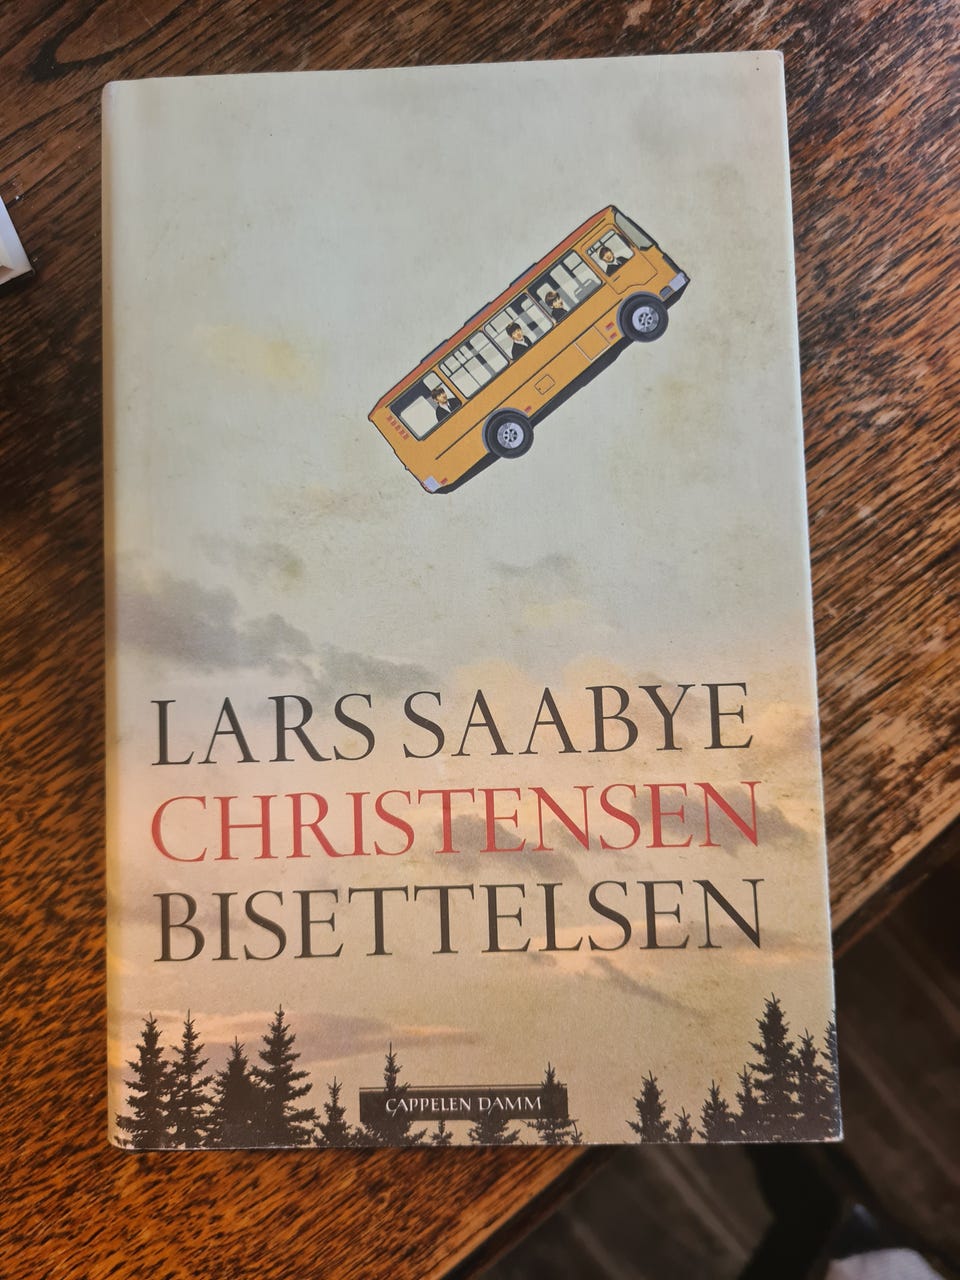 LARS SAABYE
CHRISTENSEN
BISETTELSEN
CAPPELEN DAMM